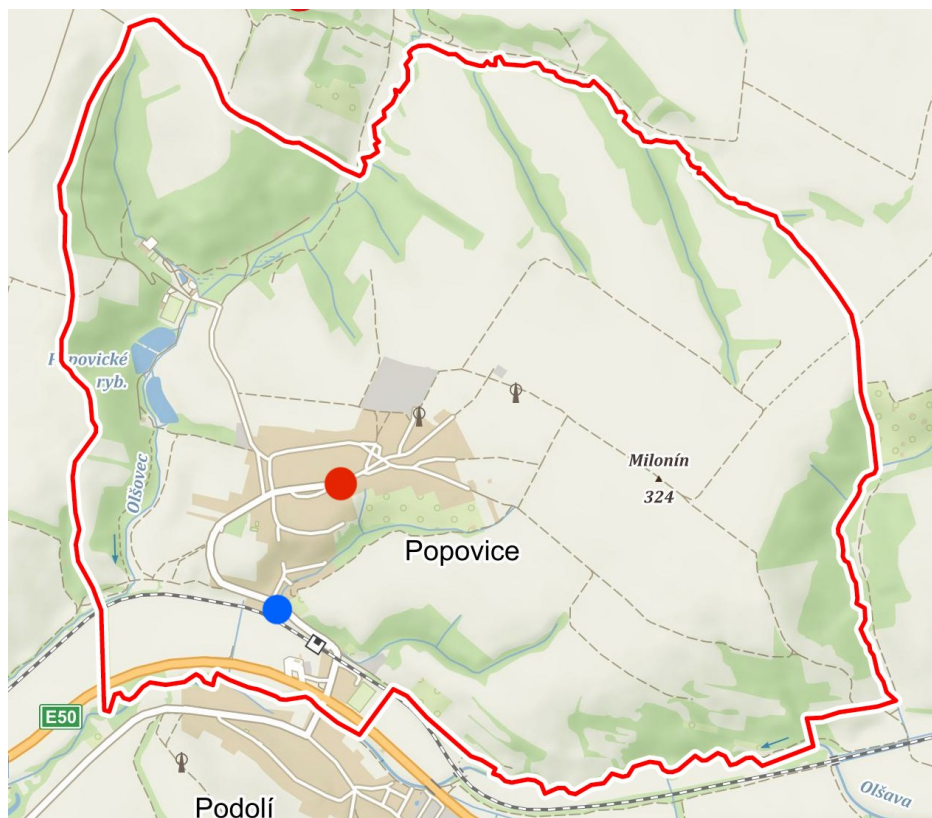 Popovické
ryb.
Olšovec
Milonín
324
Popovice
E50
Podolí
Olšava